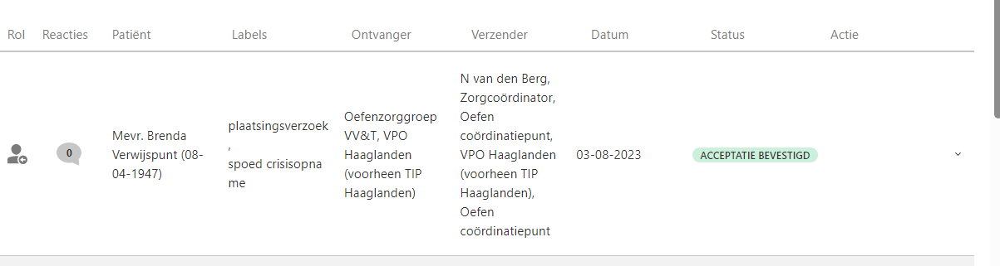 Rol Reacties Patiënt Labels Ontvanger Verzender Datum Status Actie
0
Mevr. Brenda
Verwijspunt (08-
04-1947)
plaatsingsverzoek
,
spoed crisisopna
me
Oefenzorggroep
VV&T, VPO
Haaglanden
(voorheen TIP
Haaglanden)
N van den Berg,
Zorgcoördinator,
Oefen
coördinatiepunt,
VPO Haaglanden
(voorheen TIP
Haaglanden),
Oefen
coördinatiepunt
03-08-2023
ACCEPTATIE BEVESTIGD